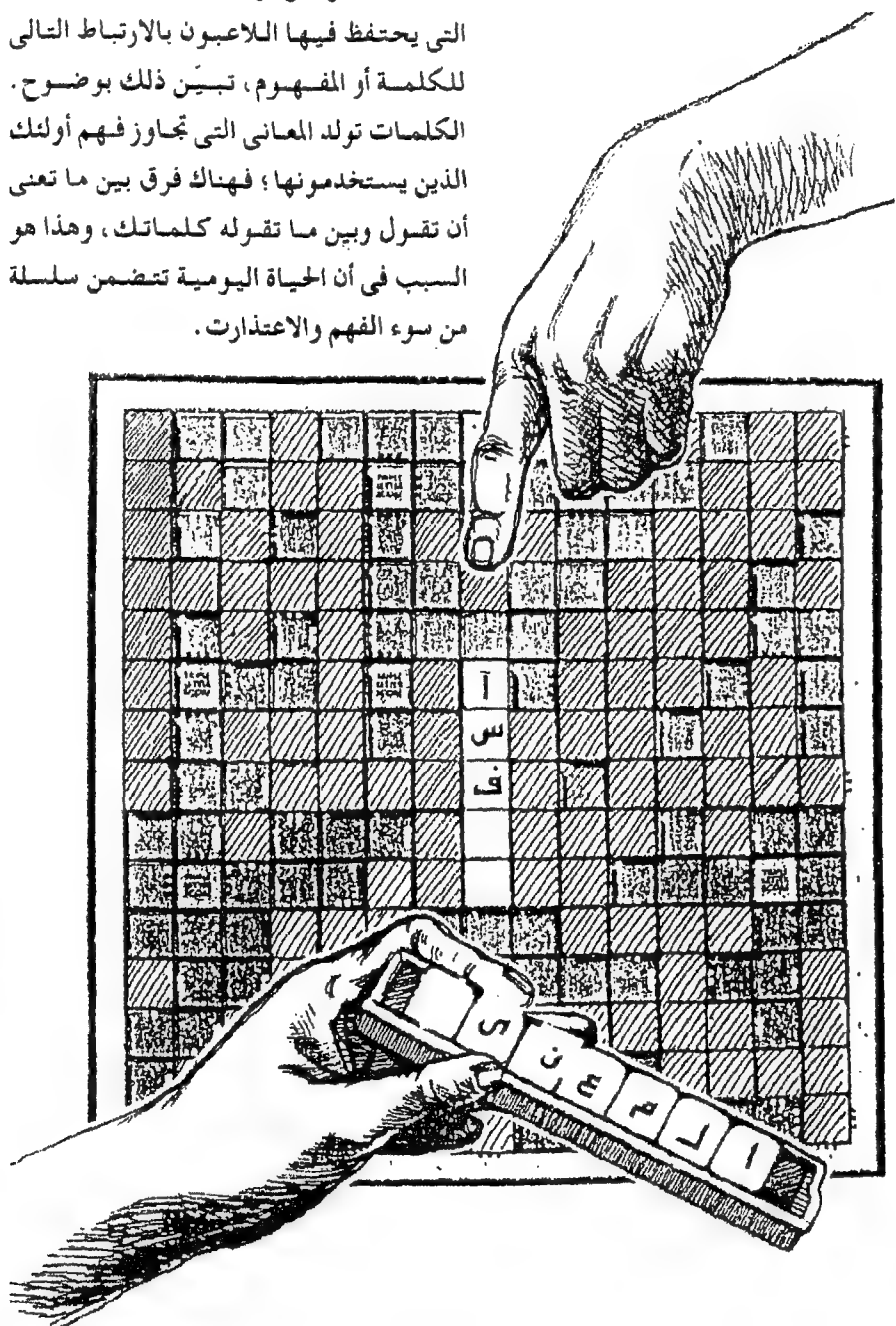 التى يحتفظ فيها اللاعبون بالارتباط التالى
للكلمة أو المفهوم، تبيّن ذلك بوضوح.
الكلمات تولد المعانى التى تجاوز فهم أولئك
الذين يستخدمونها؛ فهناك فرق بين ما تعنى
أن تقول وبين ما تقوله كلماتك، وهذا هو
السبب فى أن الحياة اليومية تتضمن سلسلة
من سوء الفهم والاعتذارت.
آ
س
ف
ا لـ م ع ن ى